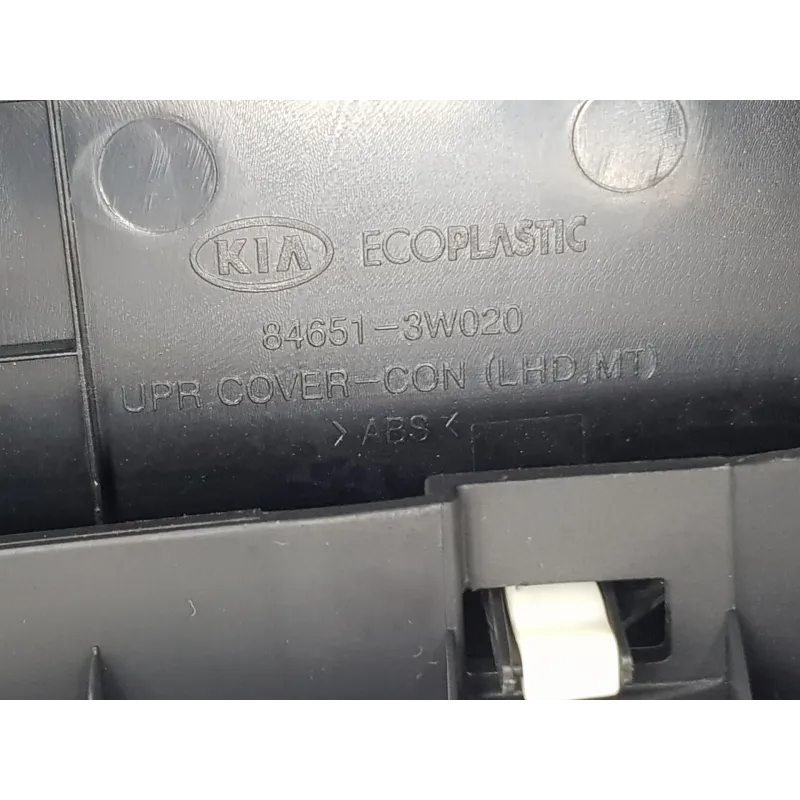 KIA ECOPLASTIC
84651-3W020
UPR COVER-CON (LHD,MT)
>ABS<